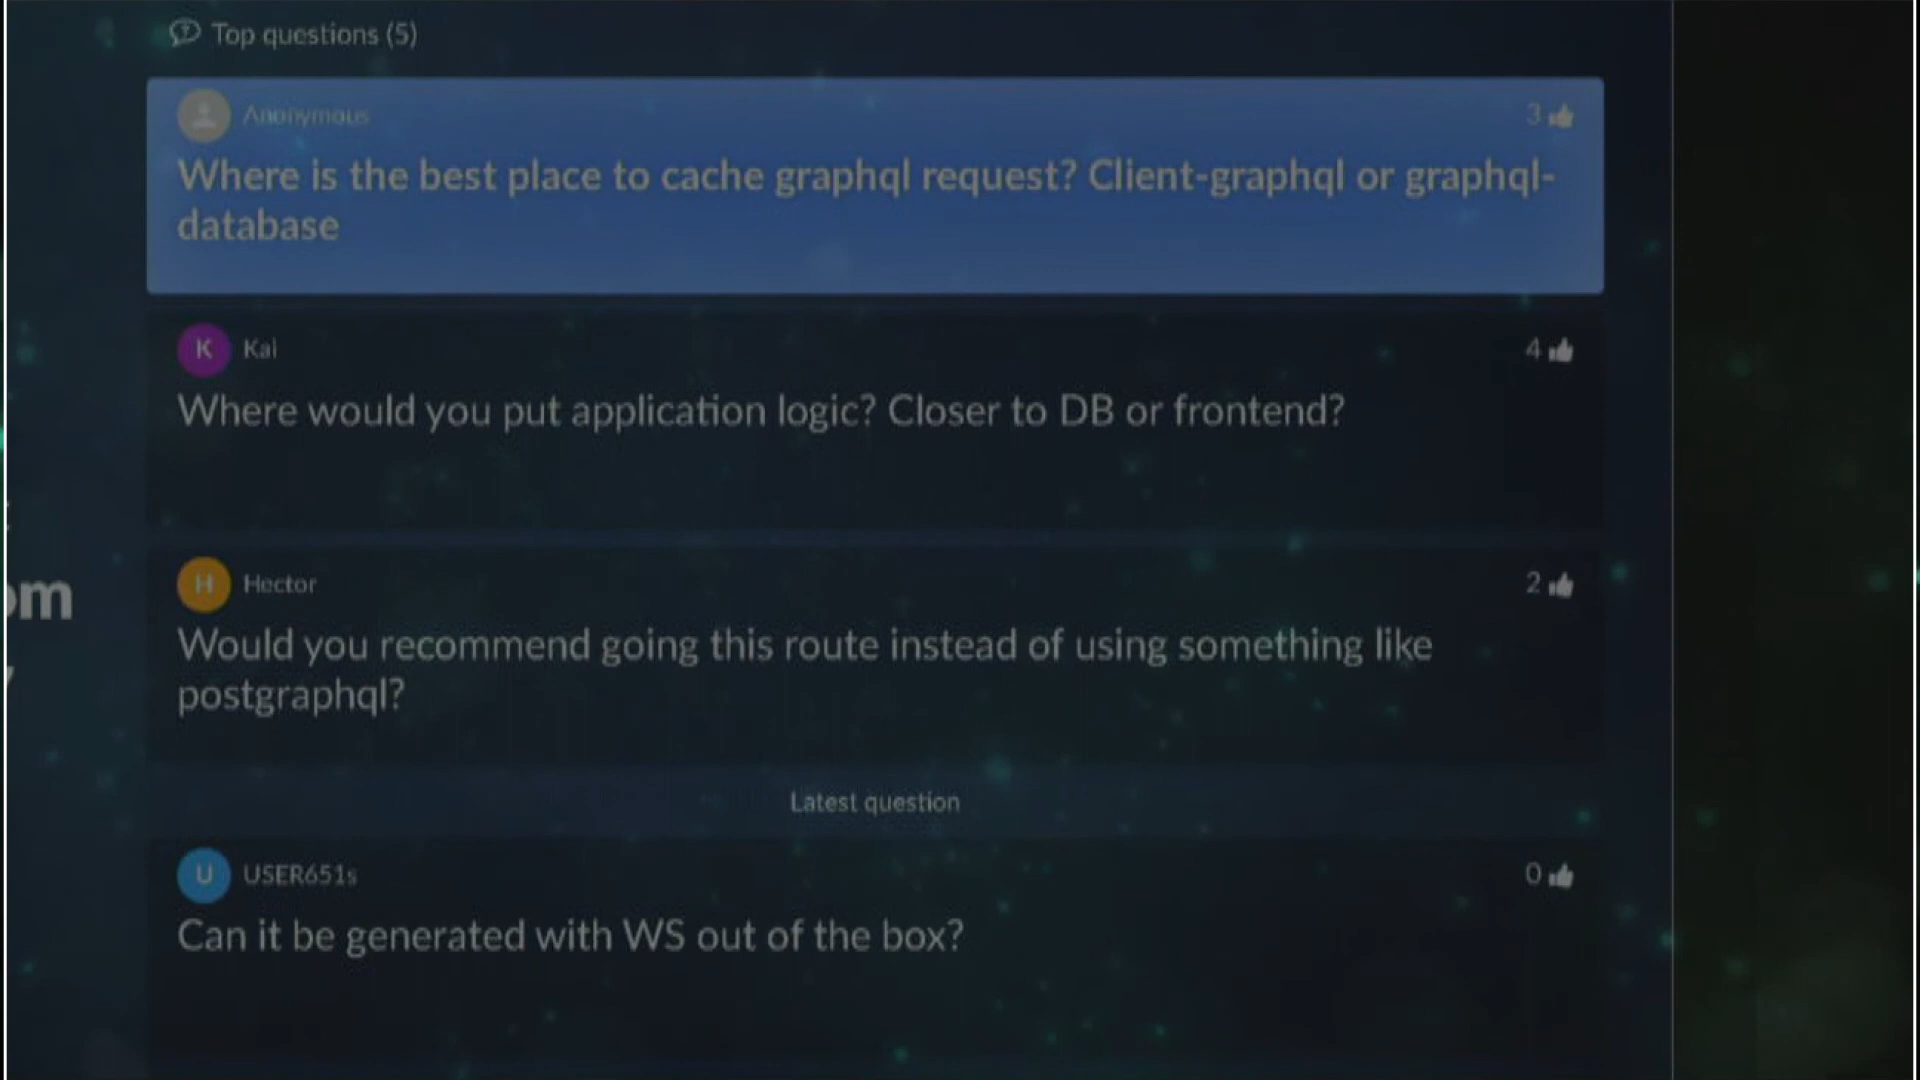 Top questions (5)
Anonymous
3
Where is the best place to cache graphql request? Client-graphql or graphql-
database
K Kai
4
Where would you put application logic? Closer to DB or frontend?
om
H Hector
2
Would you recommend going this route instead of using something like
postgraphql?
Latest question
U USER651s
0
Can it be generated with WS out of the box?